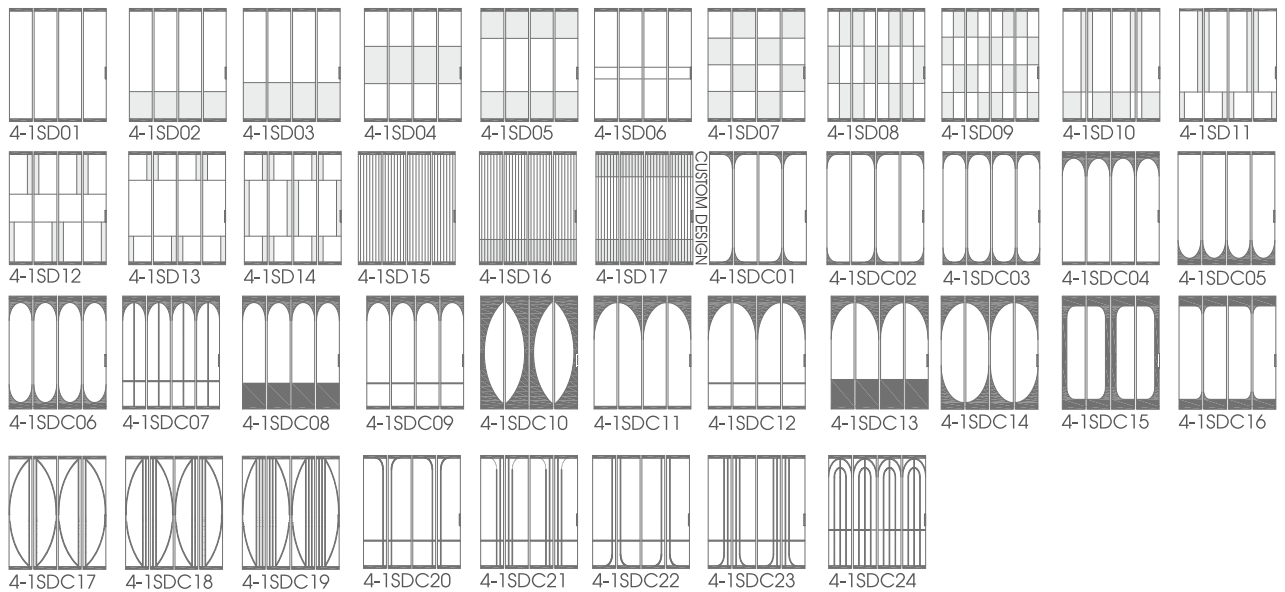 4-1SD01 4-1SD02 4-1SD03 4-1SD04 4-1SD05 4-1SD06 4-1SD07 4-1SD08 4-1SD09 4-1SD10 4-1SD11
4-1SD12 4-1SD13 4-1SD14 4-1SD15 4-1SD16 4-1SD17 CUSTOM DESIGN 4-1SDC01 4-1SDC02 4-1SDC03 4-1SDC04 4-1SDC05
4-1SDC06 4-1SDC07 4-1SDC08 4-1SDC09 4-1SDC10 4-1SDC11 4-1SDC12 4-1SDC13 4-1SDC14 4-1SDC15 4-1SDC16
4-1SDC17 4-1SDC18 4-1SDC19 4-1SDC20 4-1SDC21 4-1SDC22 4-1SDC23 4-1SDC24